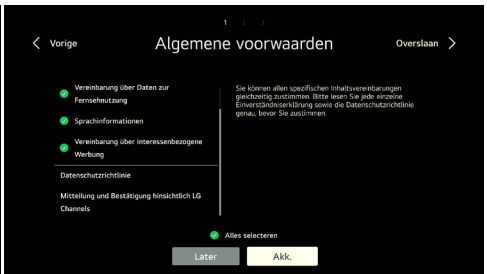 1 2 3
Vorige
Algemene voorwaarden
Overslaan
Vereinbarung über Daten zur
Fernsehnutzung
Sprachinformationen
Vereinbarung über interessenbezogene
Werbung
Datenschutzrichtlinie
Mitteilung und Bestätigung hinsichtlich LG
Channels
Sie können allen spezifischen Inhaltsvereinbarungen
gleichzeitig zustimmen. Bitte lesen Sie jede einzelne
Einverständniserklärung sowie die Datenschutzrichtlinie
genau, bevor Sie zustimmen.
Alles selecteren
Later
Akk.